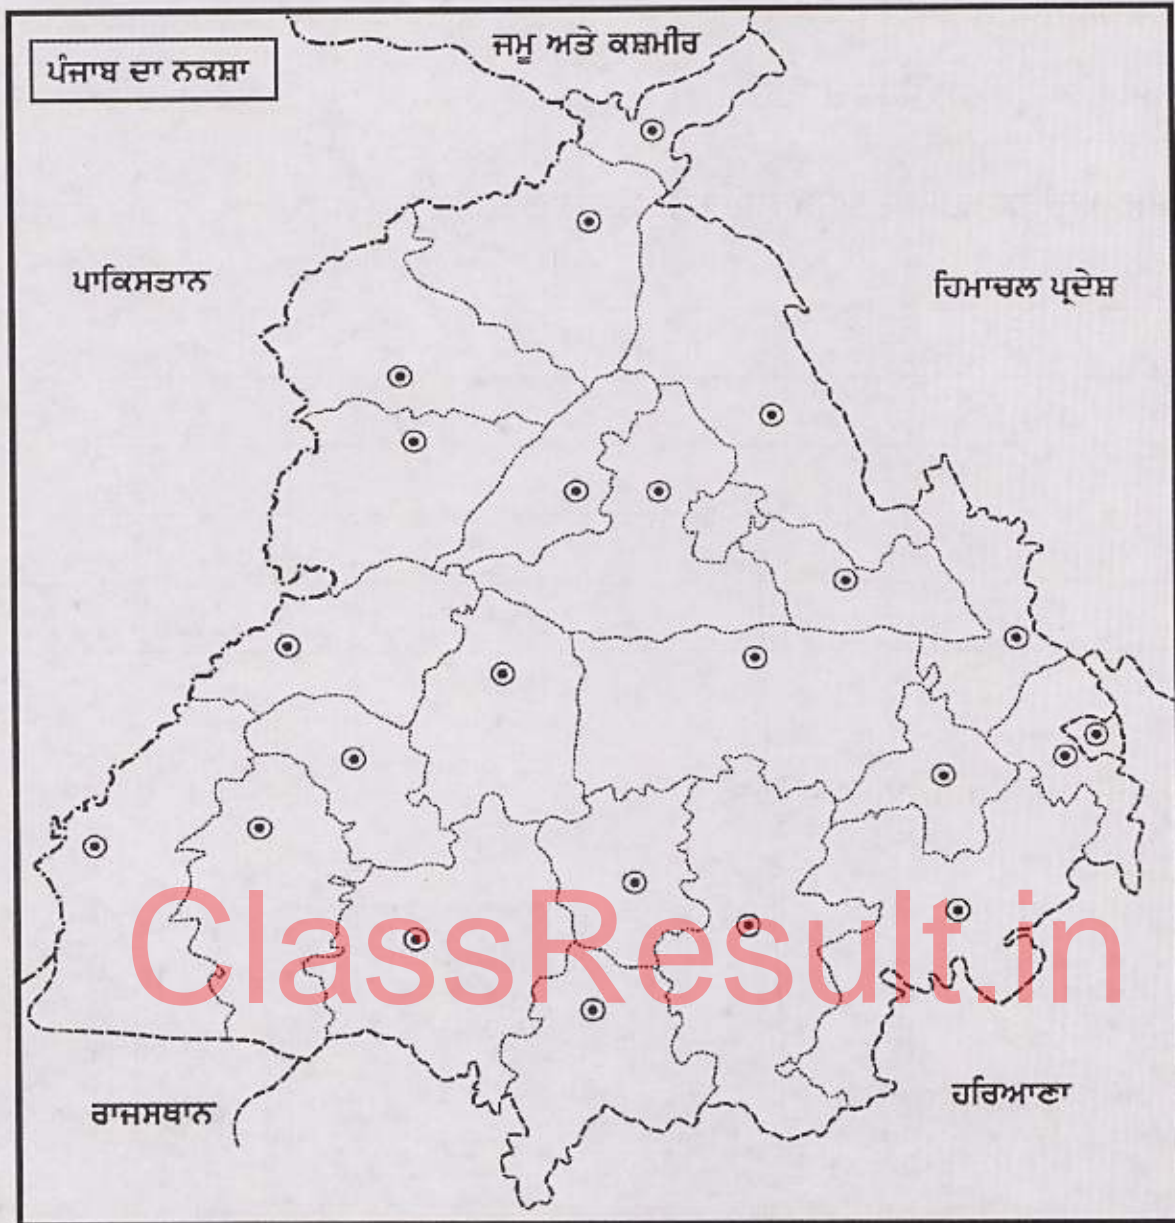 ਜਮੂ ਅਤੇ ਕਸ਼ਮੀਰ
ਪੰਜਾਬ ਦਾ ਨਕਸ਼ਾ
ਪਾਕਿਸਤਾਨ
ਹਿਮਾਚਲ ਪ੍ਰਦੇਸ਼
ClassResult.in
ਰਾਜਸਥਾਨ
ਹਰਿਆਣਾ